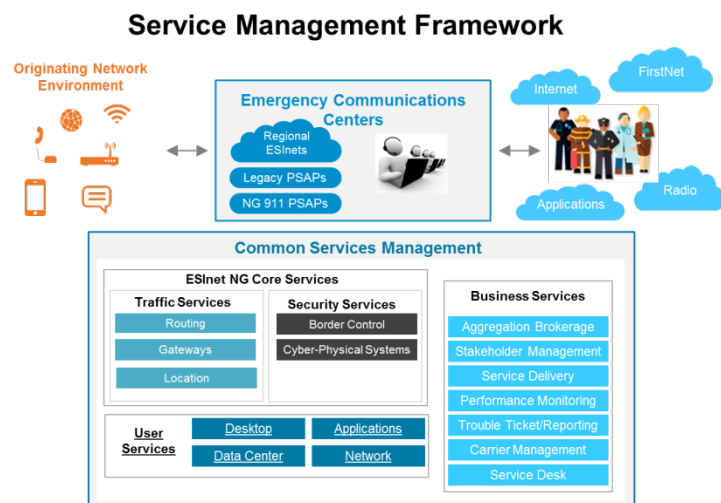 Service Management Framework
Originating Network
Environment
Emergency Communications
Centers
Regional
ESInets
Legacy PSAPs
NG 911 PSAPs
Internet
FirstNet
Applications
Radio
Common Services Management
ESInet NG Core Services
Traffic Services
Routing
Gateways
Location
Security Services
Border Control
Cyber-Physical Systems
User
Services
Desktop
Applications
Data Center
Network
Business Services
Aggregation Brokerage
Stakeholder Management
Service Delivery
Performance Monitoring
Trouble Ticket/Reporting
Carrier Management
Service Desk